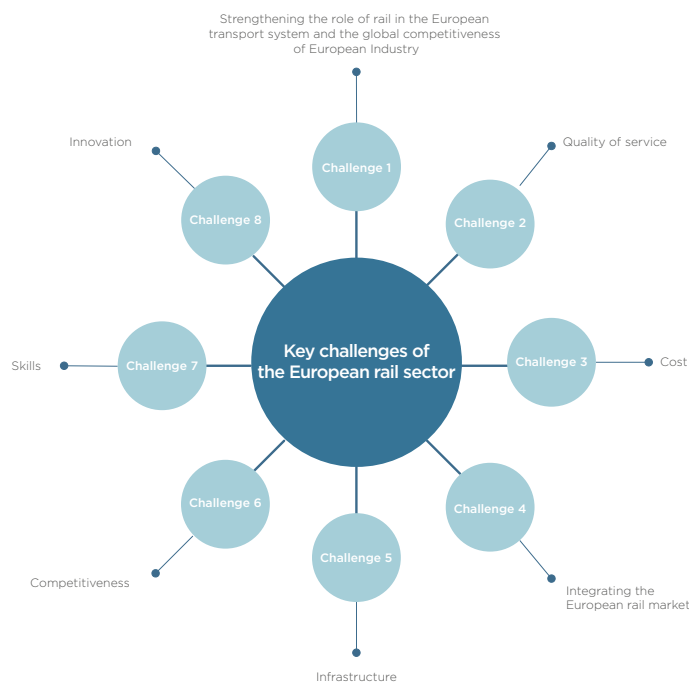 Strengthening the role of rail in the European
transport system and the global competitiveness
of European Industry
Innovation
Quality of service
Challenge 1
Challenge 8
Challenge 2
Key challenges of
the European rail sector
Skills
Challenge 7
Challenge 3
Cost
Challenge 6
Challenge 4
Challenge 5
Competitiveness
Integrating the
European rail market
Infrastructure